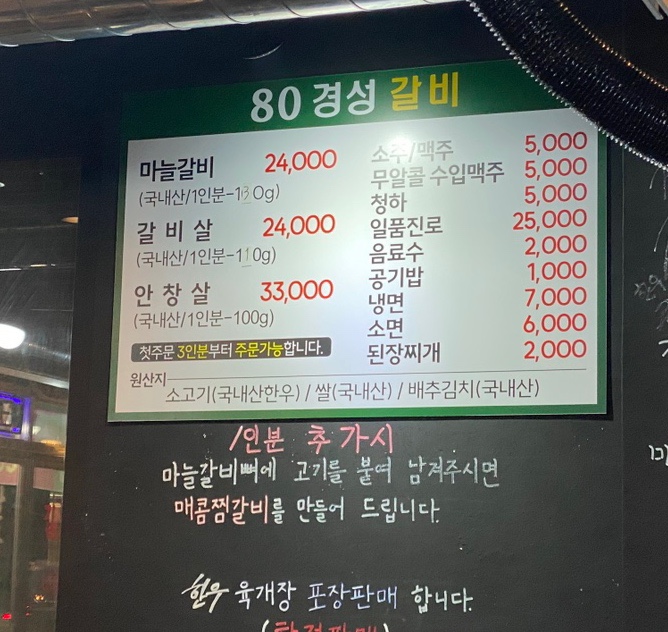 80 경성 갈비
마늘갈비 24,000
(국내산/1인분-130g)
갈비살 24,000
(국내산/1인분-110g)
안창살 33,000
(국내산/1인분-100g)
첫주문 3인분부터 주문가능합니다.
소주/맥주 5,000
무알콜 수입맥주 5,000
청하 5,000
일품진로 25,000
음료수 2,000
공기밥 1,000
냉면 7,000
소면 6,000
된장찌개 2,000
원산지
소고기(국내산한우) / 쌀(국내산) / 배추김치(국내산)
1인분 추가시
마늘갈비뼈에 고기를 붙여 남겨주시면
매콤찜갈비를 만들어 드립니다.
한우 육개장 포장판매 합니다.